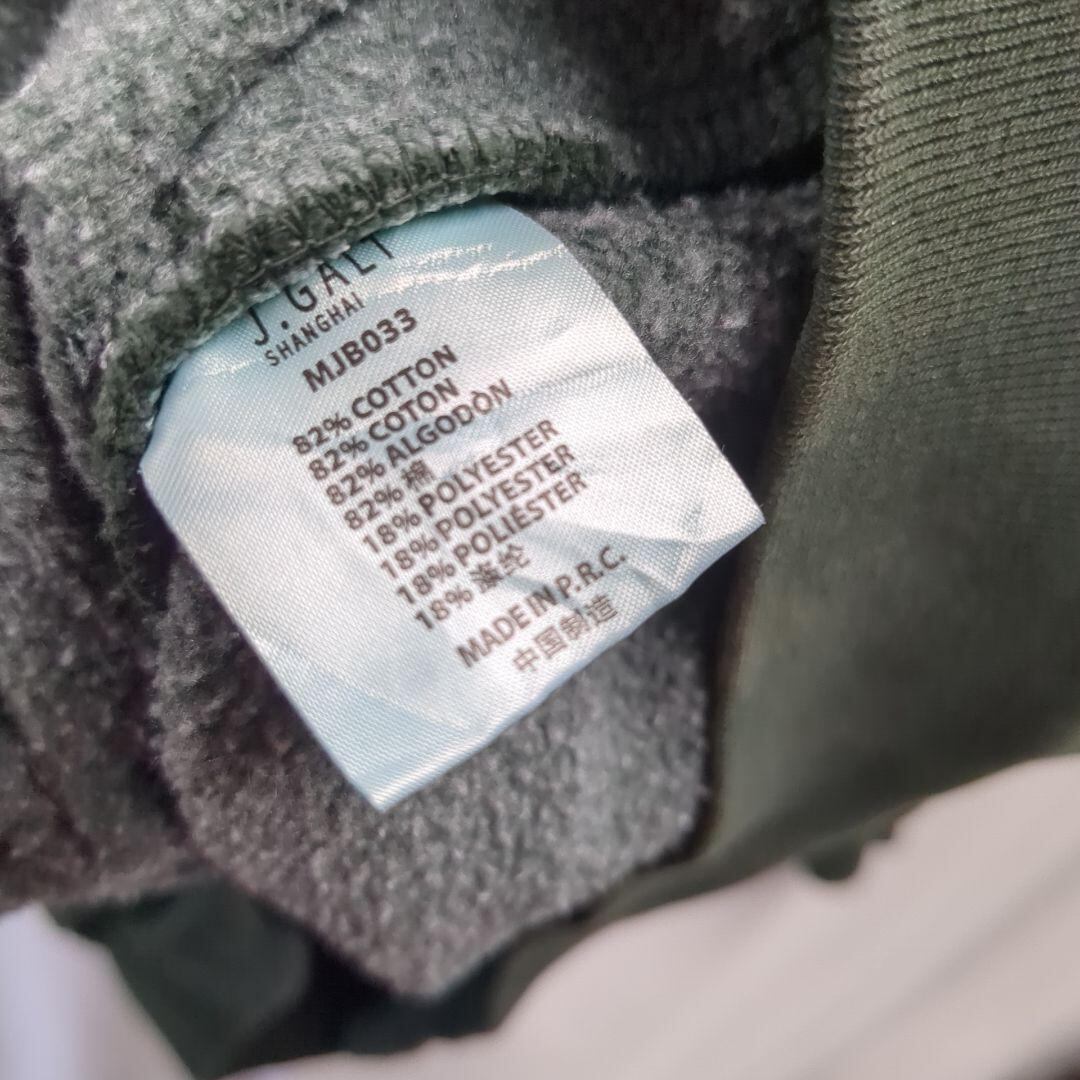 J.GALT
SHANGHAI
MJB033
82% COTTON
82% COTON
82% ALGODÒN
82% 棉
18% POLYESTER
18% POLYESTER
18% POLIÉSTER
18% 涤纶
MADE IN P.R.C.
中国制造